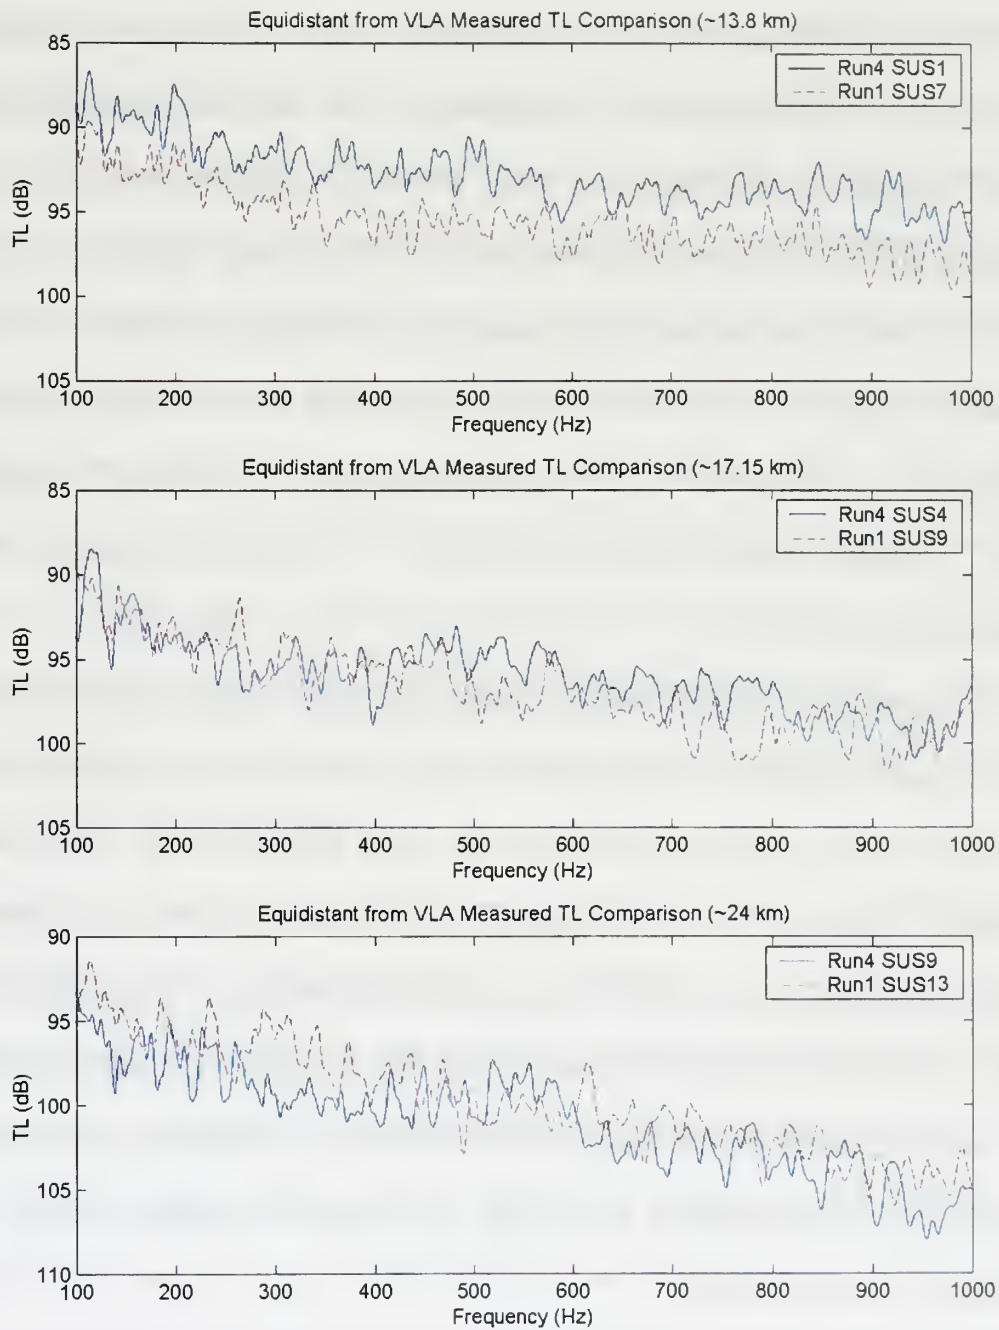 Equidistant from VLA Measured TL Comparison (~13.8 km)
85
90
95
100
105
TL (dB)
Run4 SUS1
Run1 SUS7
100 200 300 400 500 600 700 800 900 1000
Frequency (Hz)
Equidistant from VLA Measured TL Comparison (~17.15 km)
85
90
95
100
105
TL (dB)
Run4 SUS4
Run1 SUS9
100 200 300 400 500 600 700 800 900 1000
Frequency (Hz)
Equidistant from VLA Measured TL Comparison (~24 km)
90
95
100
105
110
TL (dB)
Run4 SUS9
Run1 SUS13
100 200 300 400 500 600 700 800 900 1000
Frequency (Hz)